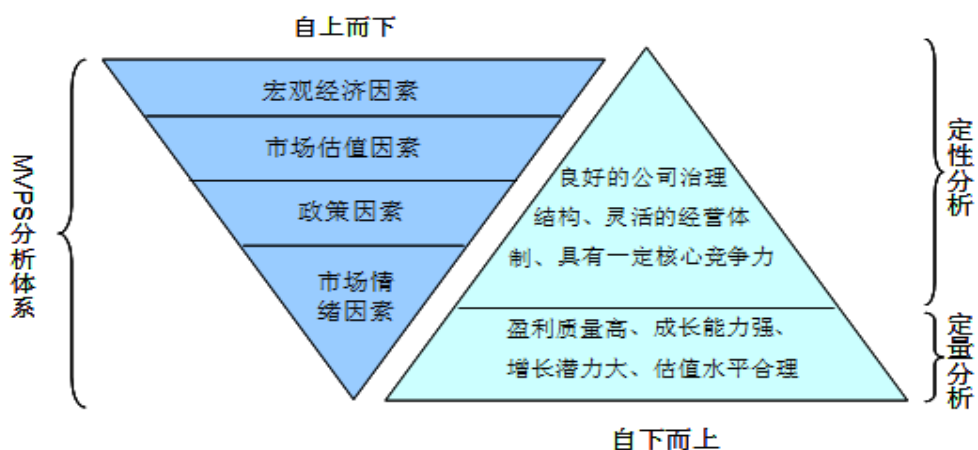 自上而下
MVPS分析体系
宏观经济因素
市场估值因素
政策因素
市场情
绪因素
良好的公司治理
结构、灵活的经营体
制、具有一定核心竞争力
盈利质量高、成长能力强、
增长潜力大、估值水平合理
定性分析
定量分析
自下而上